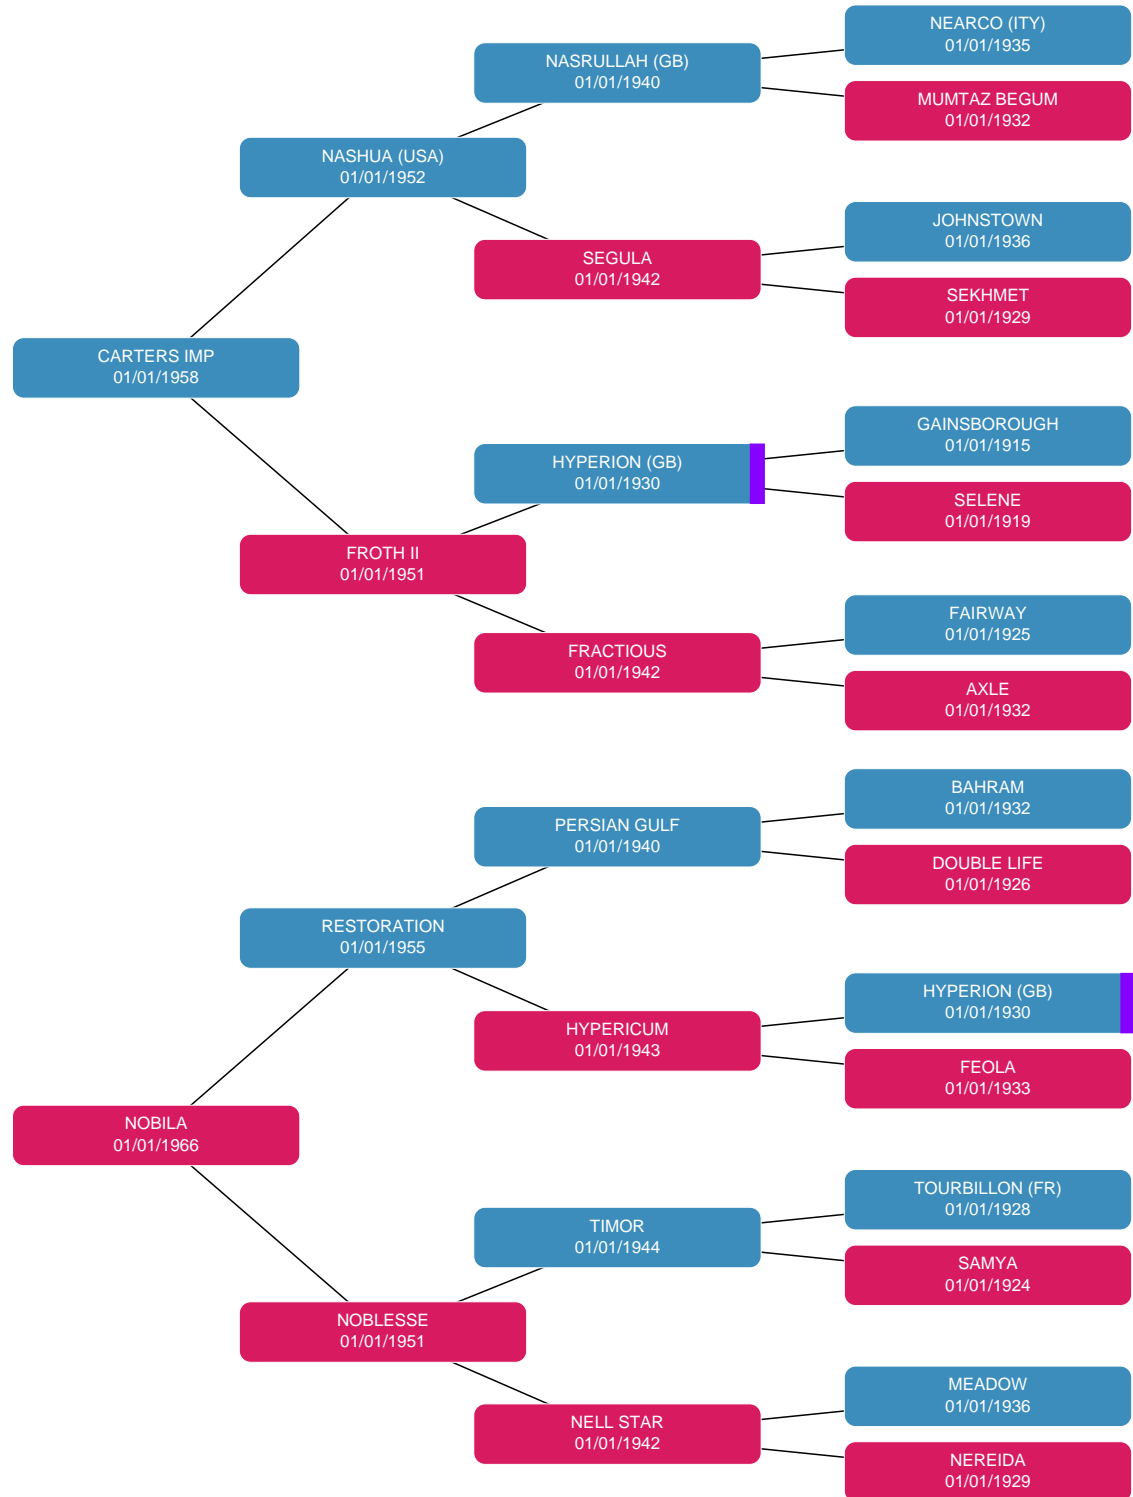 NEARCO (ITY)
01/01/1935
NASRULLAH (GB)
01/01/1940
MUMTAZ BEGUM
01/01/1932
NASHUA (USA)
01/01/1952
JOHNSTOWN
01/01/1936
SEGULA
01/01/1942
SEKHMET
01/01/1929
CARTERS IMP
01/01/1958
GAINSBOROUGH
01/01/1915
HYPERION (GB)
01/01/1930
SELENE
01/01/1919
FROTH II
01/01/1951
FAIRWAY
01/01/1925
FRACTIOUS
01/01/1942
AXLE
01/01/1932
BAHRAM
01/01/1932
PERSIAN GULF
01/01/1940
DOUBLE LIFE
01/01/1926
RESTORATION
01/01/1955
HYPERION (GB)
01/01/1930
HYPERICUM
01/01/1943
FEOLA
01/01/1933
NOBILA
01/01/1966
TOURBILLON (FR)
01/01/1928
TIMOR
01/01/1944
SAMYA
01/01/1924
NOBLESSE
01/01/1951
MEADOW
01/01/1936
NELL STAR
01/01/1942
NEREIDA
01/01/1929